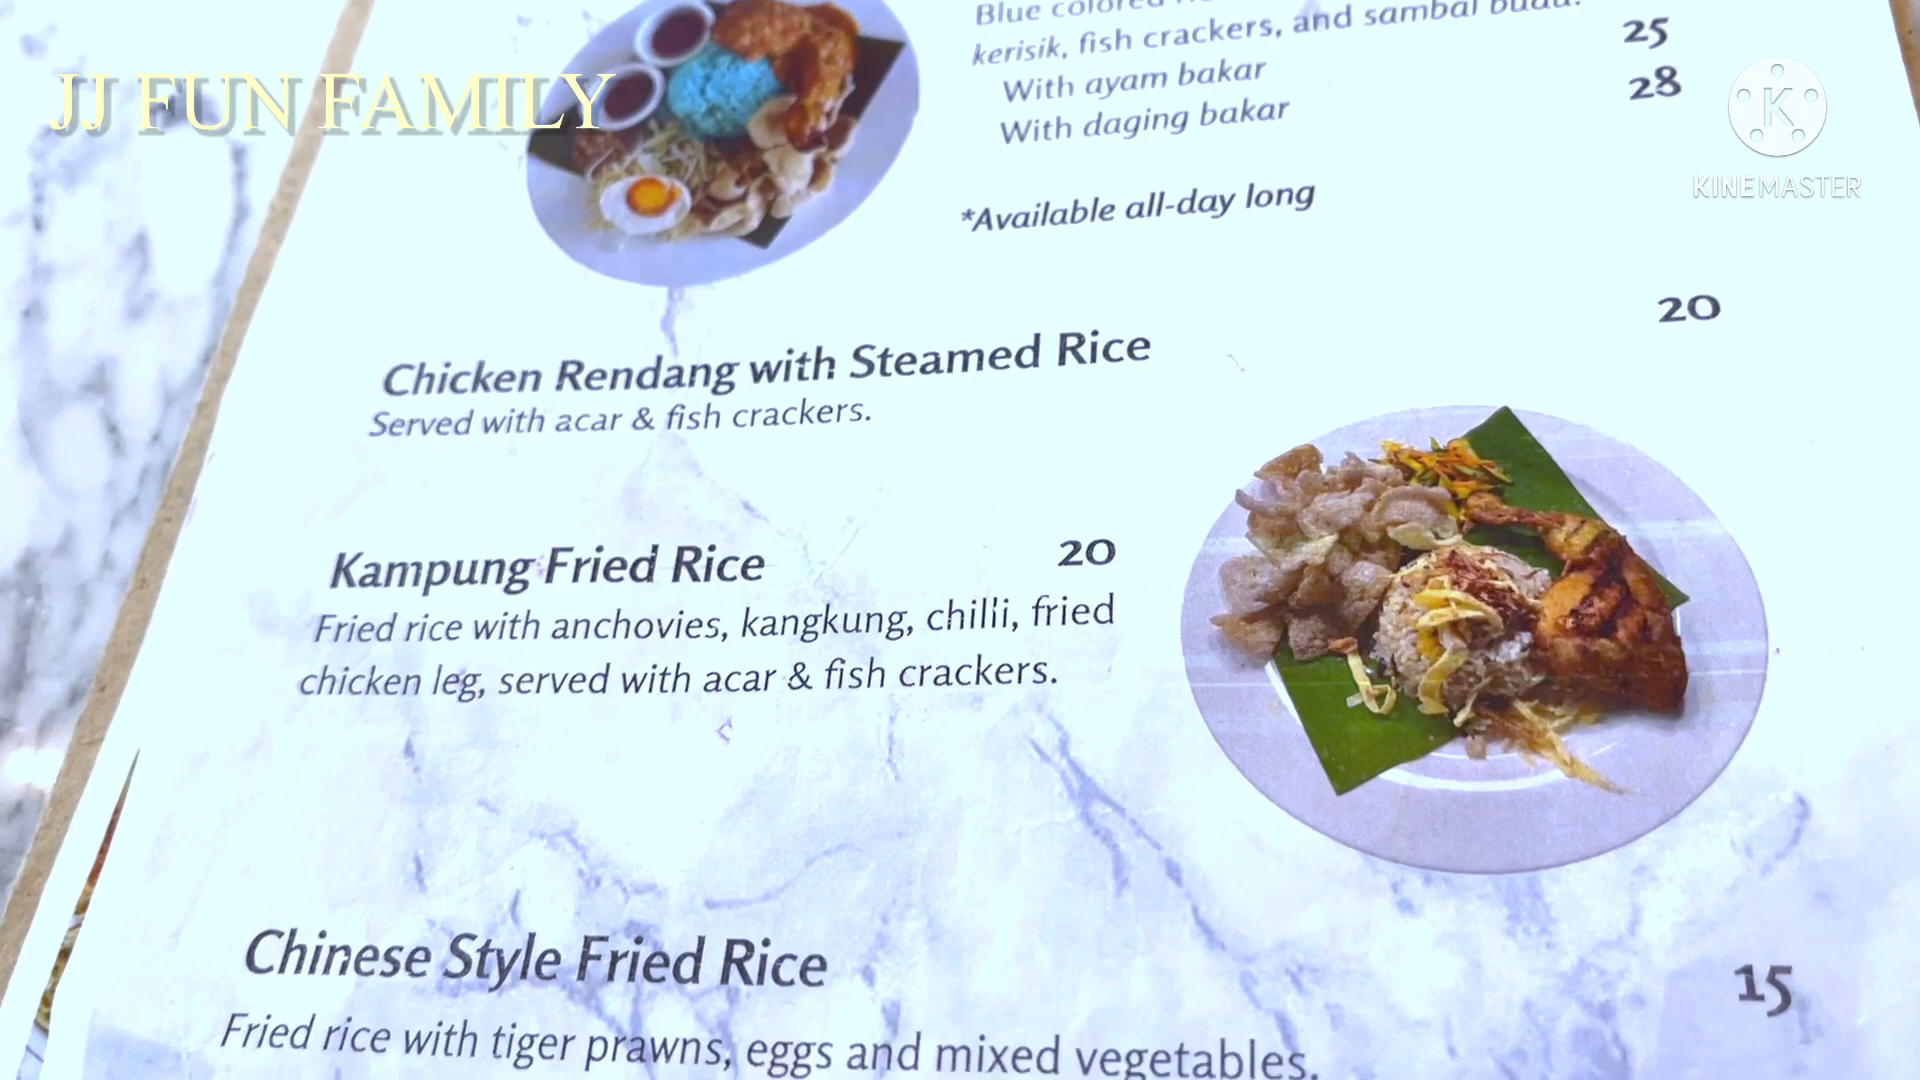 JJ FUN FAMILY
KINEMASTER
Blue colored
kerisik, fish crackers, and sambal budu.
With ayam bakar 25
With daging bakar 28
*Available all-day long
Chicken Rendang with Steamed Rice 20
Served with acar & fish crackers.
Kampung Fried Rice 20
Fried rice with anchovies, kangkung, chilli, fried
chicken leg, served with acar & fish crackers.
Chinese Style Fried Rice 15
Fried rice with tiger prawns, eggs and mixed vegetables.